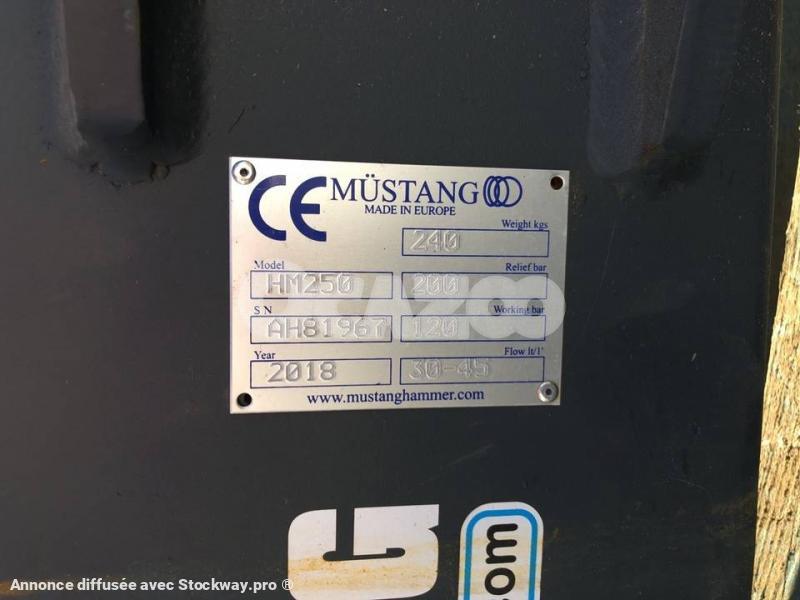 CE MÜSTANG
MADE IN EUROPE
Weight kgs
240
Model Relief bar
HM250 200
S N Working bar
AH81967 120
Year Flow lt/1'
2018 30-45
www.mustanghammer.com
G
com
Annonce diffusée avec Stockway.pro ®